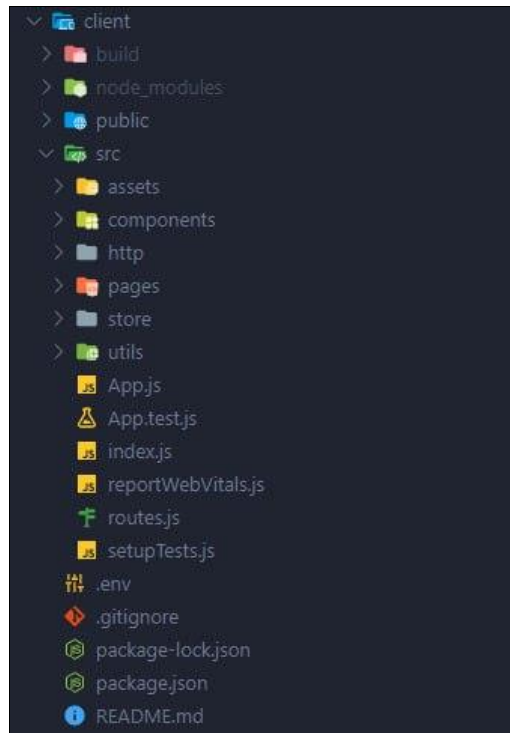 client
build
node_modules
public
src
assets
components
http
pages
store
utils
App.js
App.test.js
index.js
reportWebVitals.js
routes.js
setupTests.js
.env
.gitignore
package-lock.json
package.json
README.md